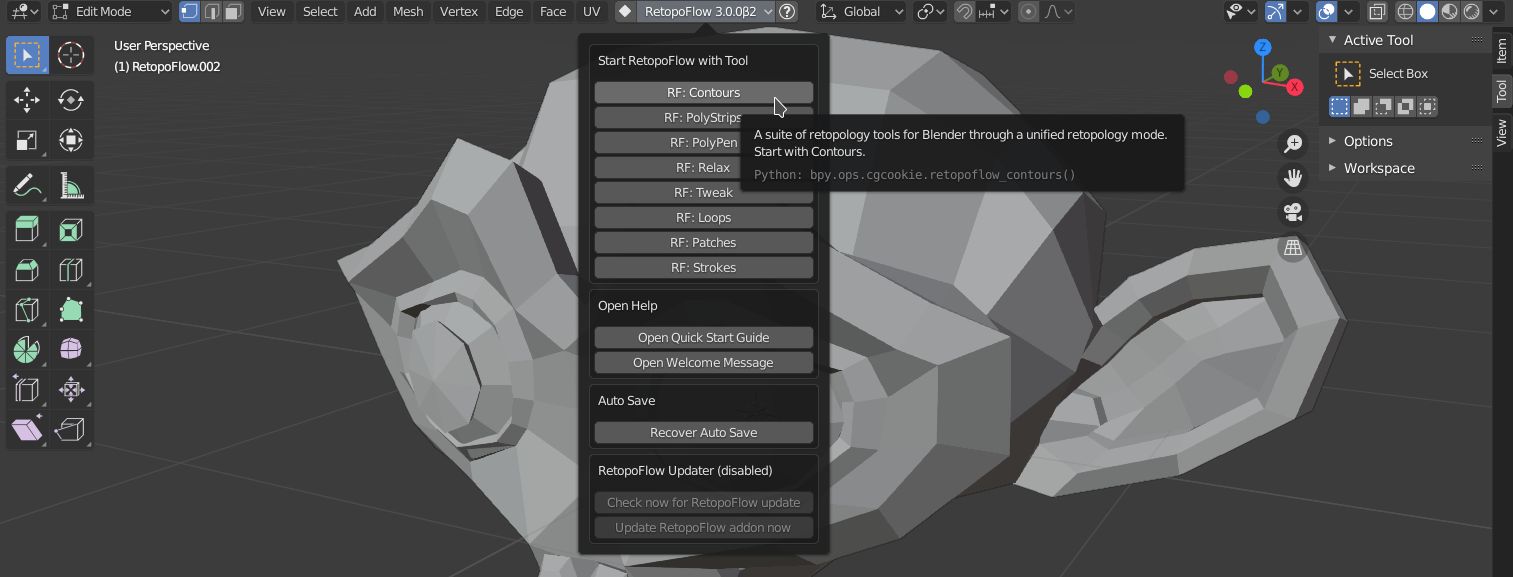 Edit Mode
View Select Add Mesh Vertex Edge Face UV
RetopoFlow 3.0.0β2
Global
User Perspective
(1) RetopoFlow.002
Start RetopoFlow with Tool
RF: Contours
RF: PolyStrips
RF: PolyPen
RF: Relax
RF: Tweak
RF: Loops
RF: Patches
RF: Strokes
A suite of retopology tools for Blender through a unified retopology mode.
Start with Contours.
Python: bpy.ops.cgcookie.retopoflow_contours()
Open Help
Open Quick Start Guide
Open Welcome Message
Auto Save
Recover Auto Save
RetopoFlow Updater (disabled)
Check now for RetopoFlow update
Update RetopoFlow addon now
Z
Y
X
Active Tool
Select Box
Options
Workspace
Item
Tool
View